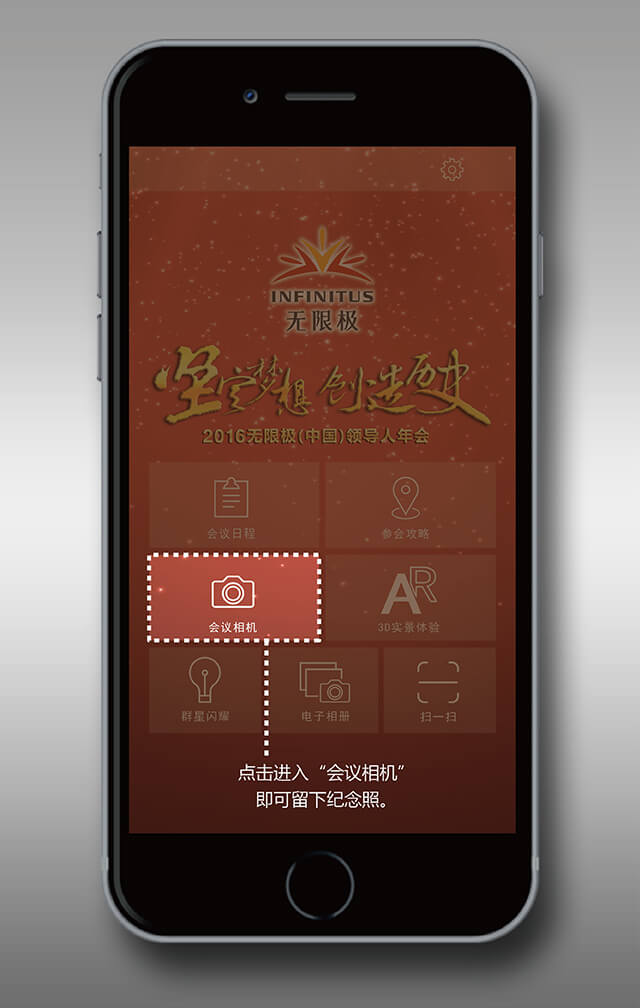 INFINITUS
无限极
坚定梦想 创造历史
2016无限极(中国)领导人年会
会议日程
参会攻略
会议相机
AR
3D实景体验
群星闪耀
电子相册
扫一扫
点击进入“会议相机”
即可留下纪念照。